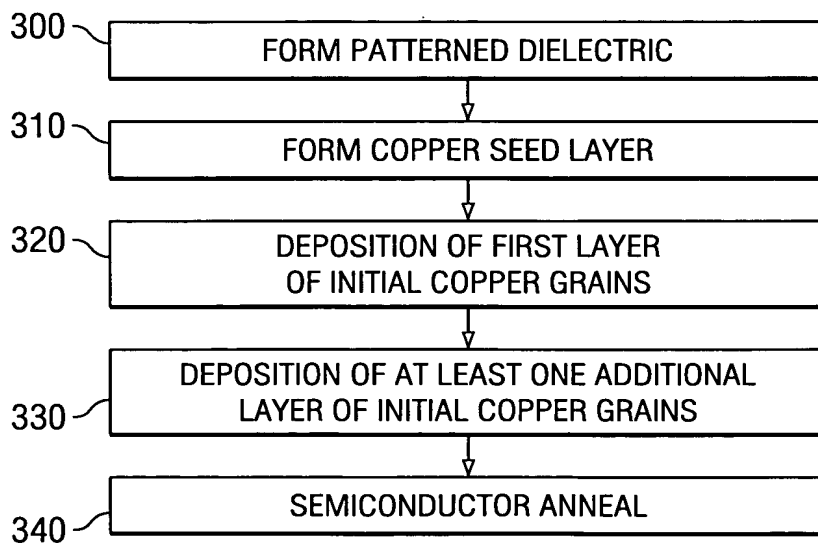 300
FORM PATTERNED DIELECTRIC
310
FORM COPPER SEED LAYER
320
DEPOSITION OF FIRST LAYER
OF INITIAL COPPER GRAINS
330
DEPOSITION OF AT LEAST ONE ADDITIONAL
LAYER OF INITIAL COPPER GRAINS
340
SEMICONDUCTOR ANNEAL